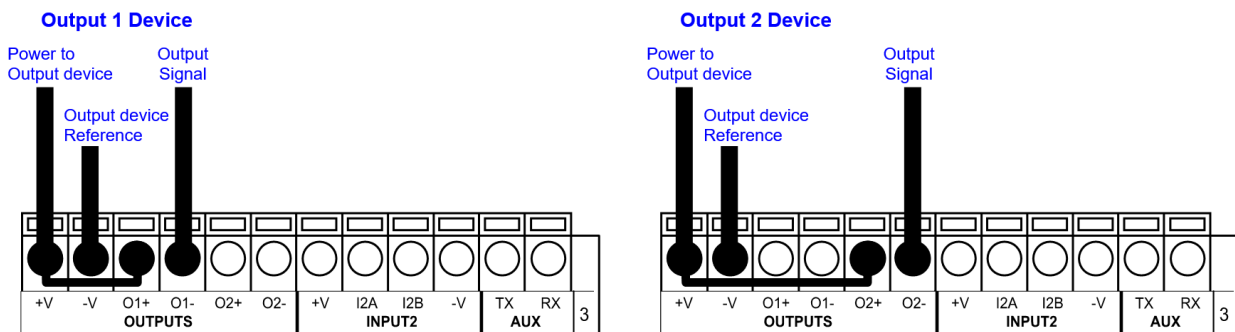 Output 1 Device
Power to
Output device
Output
Signal
Output device
Reference
+V -V O1+ O1- O2+ O2- +V I2A I2B -V TX RX
OUTPUTS INPUT2 AUX 3
Output 2 Device
Power to
Output device
Output
Signal
Output device
Reference
+V -V O1+ O1- O2+ O2- +V I2A I2B -V TX RX
OUTPUTS INPUT2 AUX 3